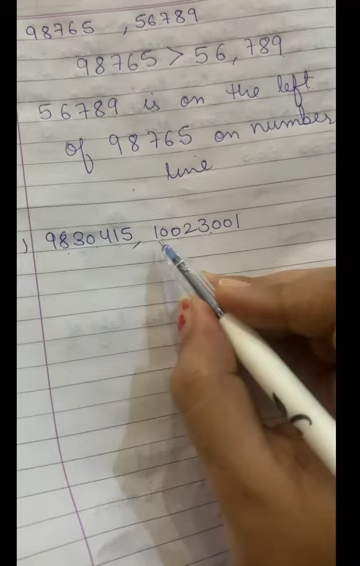 98765 , 56789
98765 > 56,789
56789 is on the left
of 98765 on number
line
) 9830415, 10023001